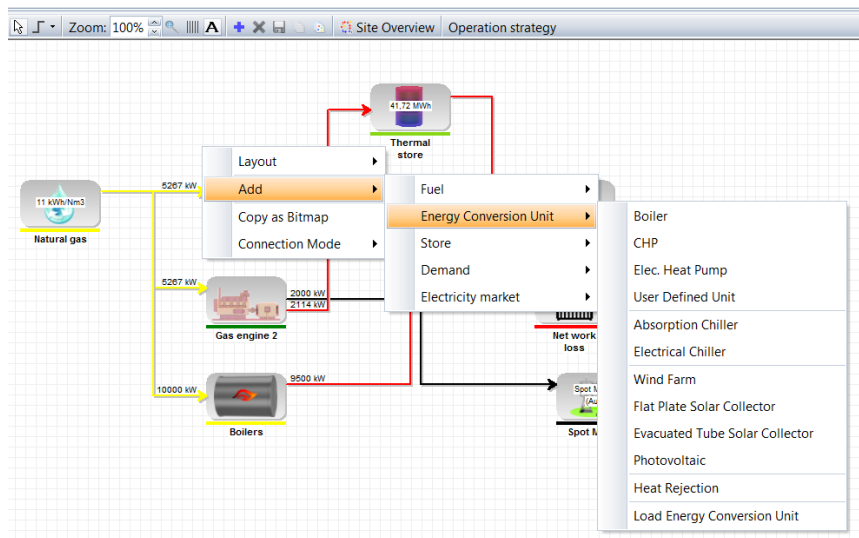 Zoom: 100% A Site Overview Operation strategy
41,72 MWh
Thermal
store
Layout
Add
Copy as Bitmap
Connection Mode
Fuel
Energy Conversion Unit
Store
Demand
Electricity market
Boiler
CHP
Elec. Heat Pump
User Defined Unit
Absorption Chiller
Electrical Chiller
Wind Farm
Flat Plate Solar Collector
Evacuated Tube Solar Collector
Photovoltaic
Heat Rejection
Load Energy Conversion Unit
5267 kW
11 kWh/Nm3
Natural gas
5267 kW
2000 kW
2114 kW
Gas engine 2
Net work
loss
10000 kW
9500 kW
Boilers
Spot M
(Au
Spot M